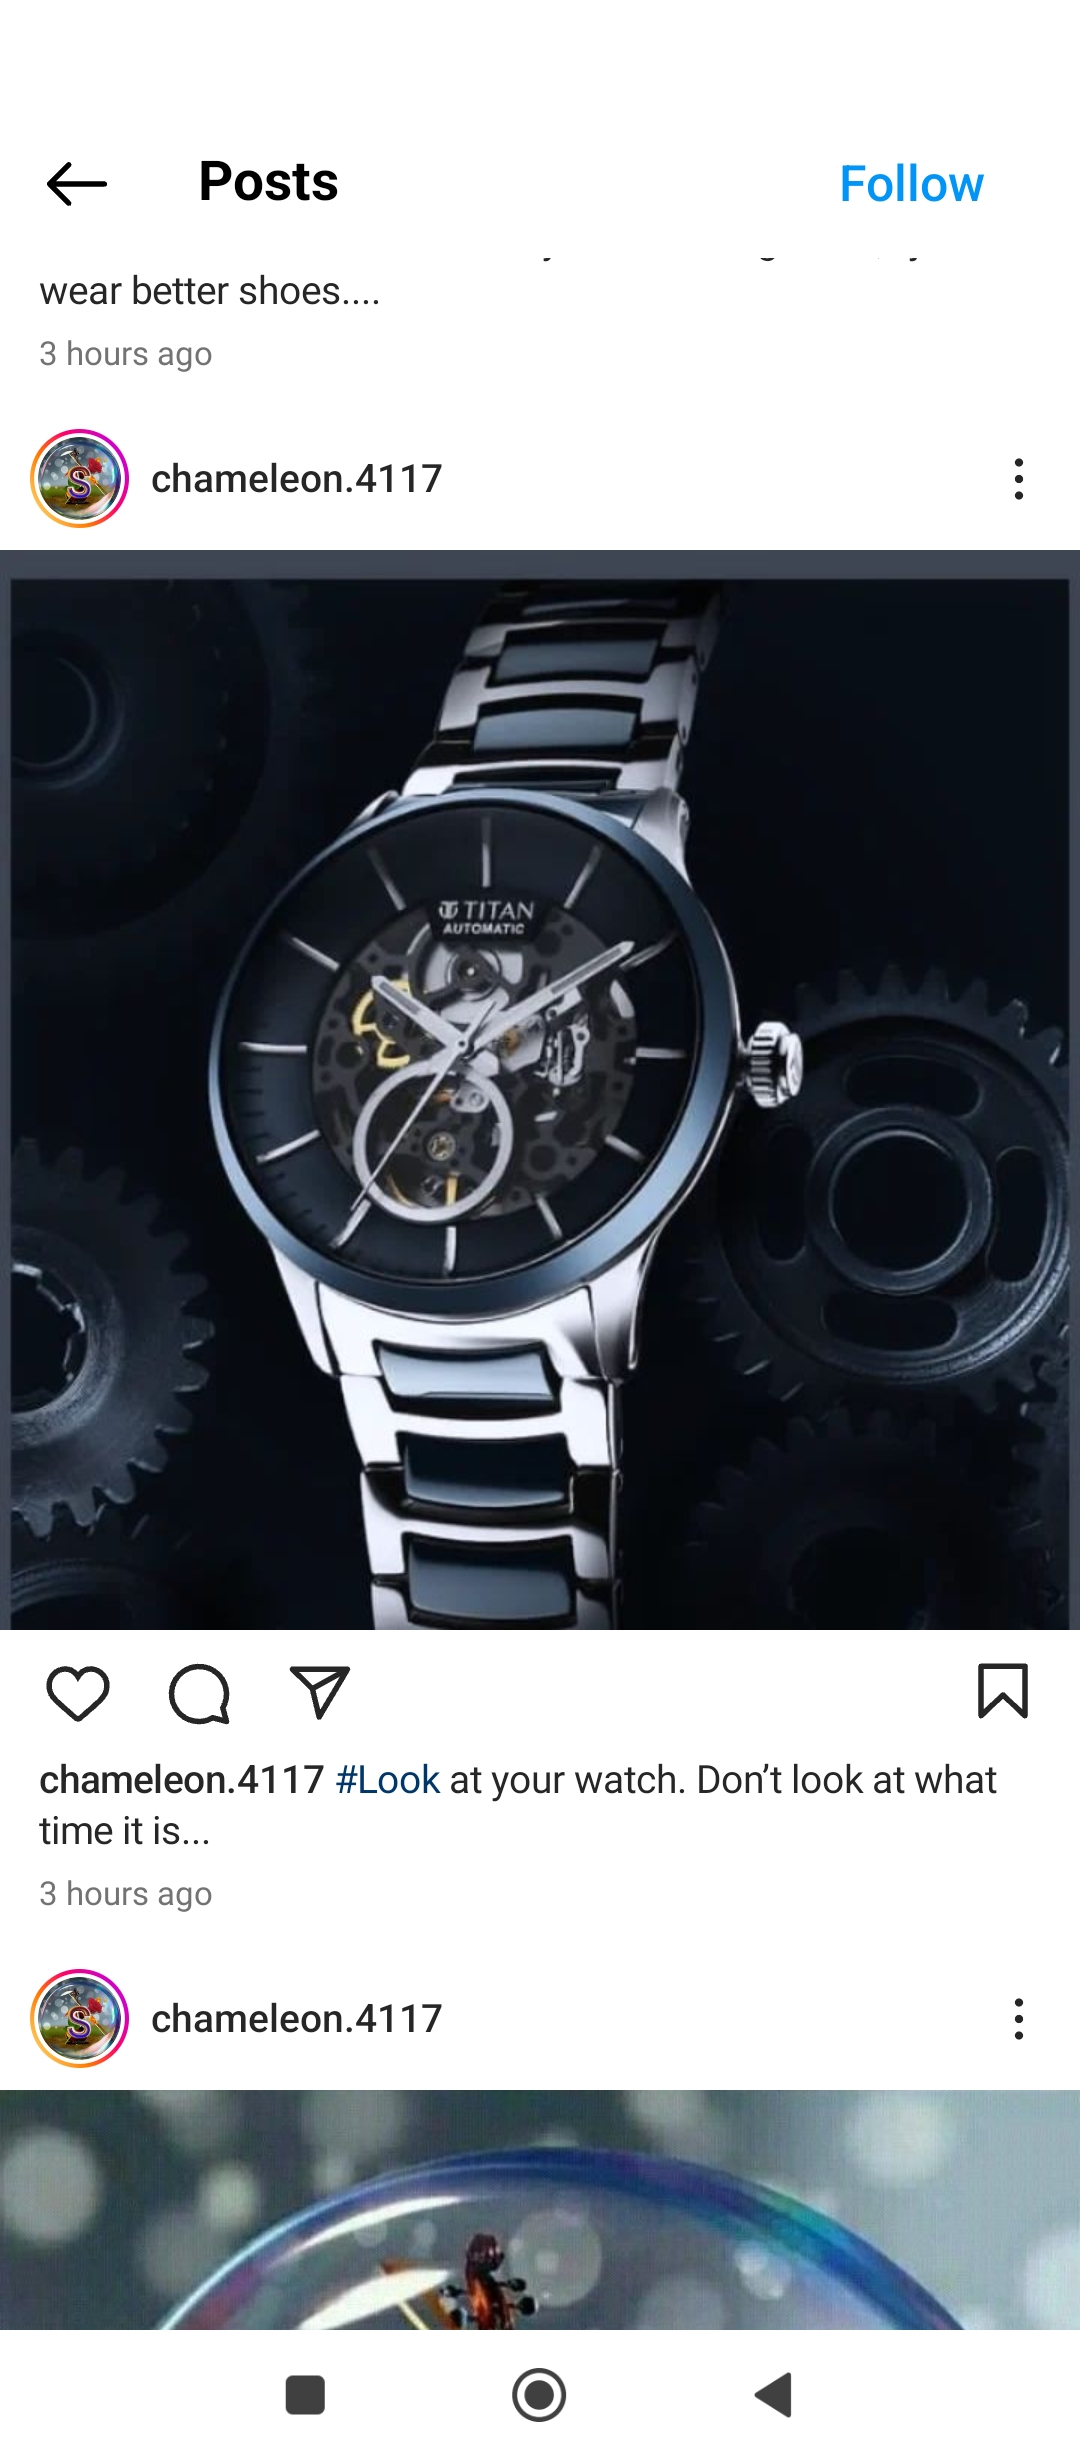 Posts
Follow
wear better shoes....
3 hours ago
chameleon.4117
TITAN
AUTOMATIC
chameleon.4117 #Look at your watch. Don’t look at what
time it is...
3 hours ago
chameleon.4117